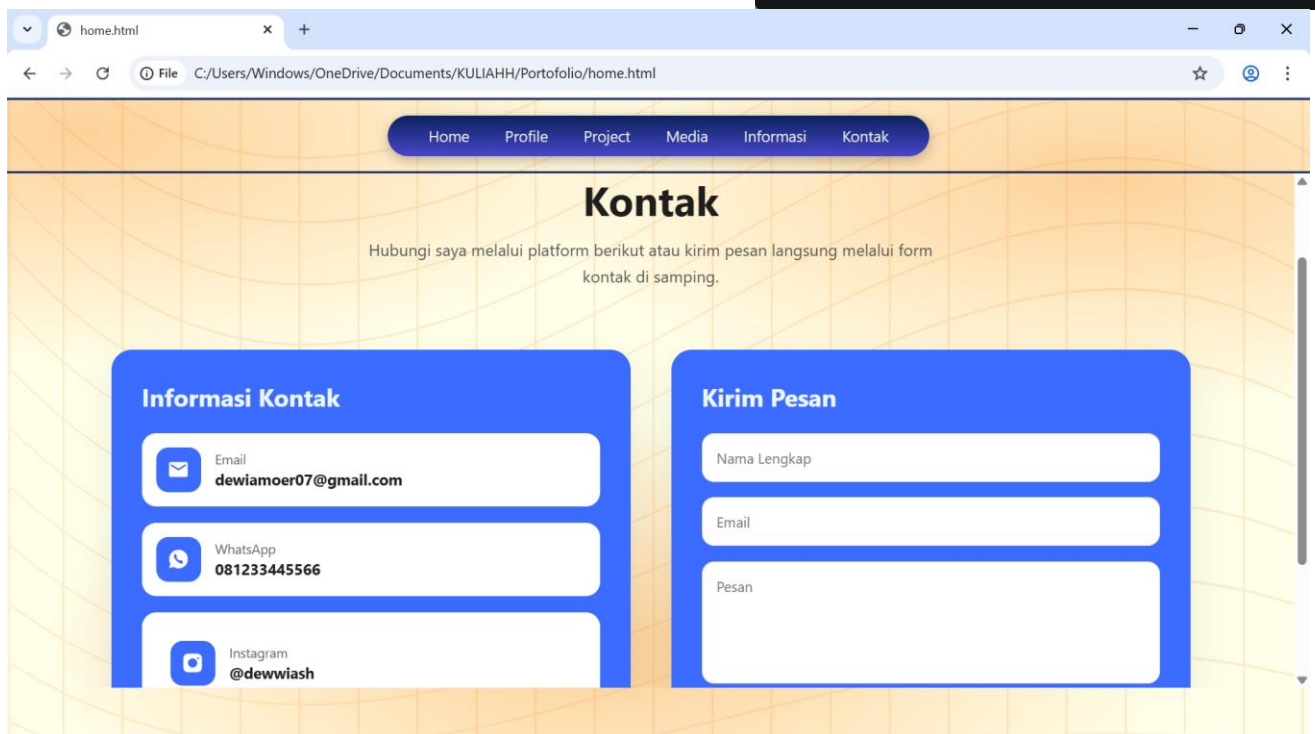 home.html
File C:/Users/Windows/OneDrive/Documents/KULIAHH/Portofolio/home.html
Home Profile Project Media Informasi Kontak
Kontak
Hubungi saya melalui platform berikut atau kirim pesan langsung melalui form
kontak di samping.
Informasi Kontak
Email
dewiamoer07@gmail.com
WhatsApp
081233445566
Instagram
@dewwiash
Kirim Pesan
Nama Lengkap
Email
Pesan